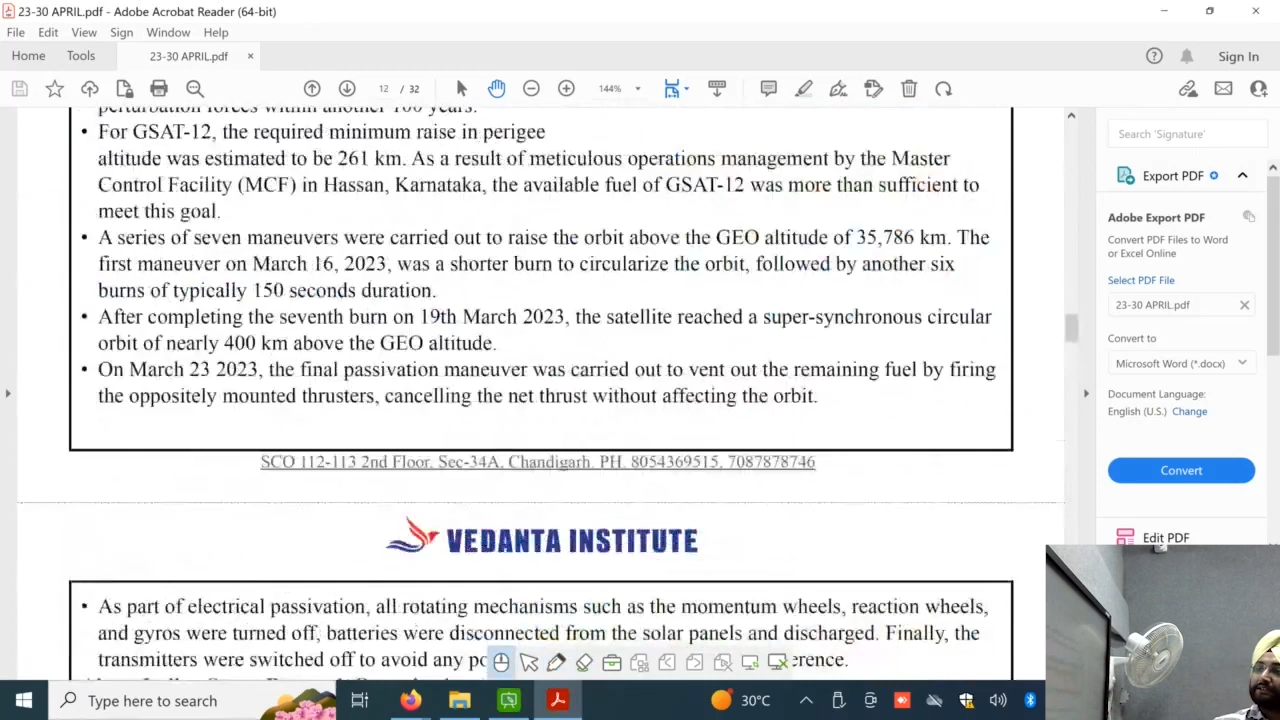 23-30 APRIL.pdf - Adobe Acrobat Reader (64-bit)
File Edit View Sign Window Help
Home Tools 23-30 APRIL.pdf × Sign In
12 / 32 144%
perturbation forces within another 100 years.
• For GSAT-12, the required minimum raise in perigee
altitude was estimated to be 261 km. As a result of meticulous operations management by the Master
Control Facility (MCF) in Hassan, Karnataka, the available fuel of GSAT-12 was more than sufficient to
meet this goal.
• A series of seven maneuvers were carried out to raise the orbit above the GEO altitude of 35,786 km. The
first maneuver on March 16, 2023, was a shorter burn to circularize the orbit, followed by another six
burns of typically 150 seconds duration.
• After completing the seventh burn on 19th March 2023, the satellite reached a super-synchronous circular
orbit of nearly 400 km above the GEO altitude.
• On March 23 2023, the final passivation maneuver was carried out to vent out the remaining fuel by firing
the oppositely mounted thrusters, cancelling the net thrust without affecting the orbit.
SCO 112-113 2nd Floor, Sec-34A, Chandigarh. PH. 8054369515, 7087878746
VEDANTA INSTITUTE
• As part of electrical passivation, all rotating mechanisms such as the momentum wheels, reaction wheels,
and gyros were turned off, batteries were disconnected from the solar panels and discharged. Finally, the
transmitters were switched off to avoid any po erence.
Search 'Signature'
Export PDF
Adobe Export PDF
Convert PDF Files to Word
or Excel Online
Select PDF File
23-30 APRIL.pdf
Convert to
Microsoft Word (*.docx)
Document Language:
English (U.S.) Change
Convert
Edit PDF
Type here to search
30°C